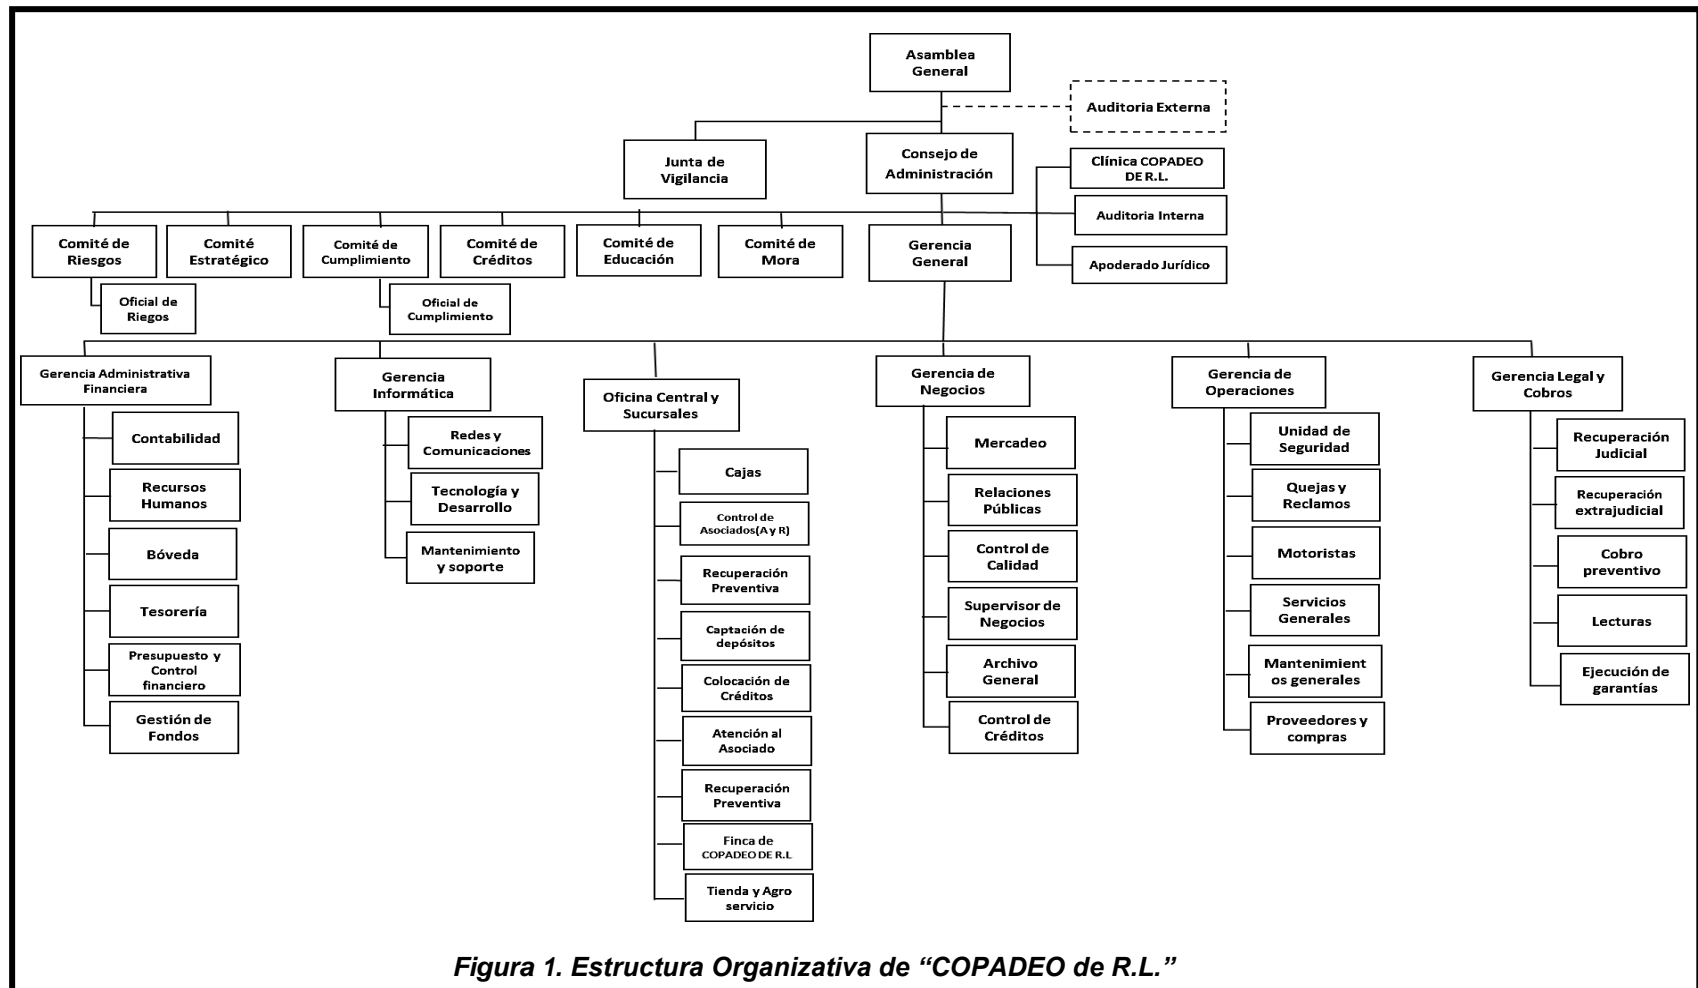 Asamblea
General
Auditoria Externa
Junta de
Vigilancia
Consejo de
Administración
Clínica COPADEO
DE R.L.
Auditoria Interna
Apoderado Jurídico
Comité de
Riesgos
Comité
Estratégico
Comité de
Cumplimiento
Comité de
Créditos
Comité de
Educación
Comité de
Mora
Gerencia
General
Oficial de
Riegos
Oficial de
Cumplimiento
Gerencia Administrativa
Financiera
Contabilidad
Recursos
Humanos
Bóveda
Tesorería
Presupuesto y
Control
financiero
Gestión de
Fondos
Gerencia
Informática
Redes y
Comunicaciones
Tecnología y
Desarrollo
Mantenimiento
y soporte
Oficina Central y
Sucursales
Cajas
Control de
Asociados(A y R)
Recuperación
Preventiva
Captación de
depósitos
Colocación de
Créditos
Atención al
Asociado
Recuperación
Preventiva
Finca de
COPADEO DE R.L
Tienda y Agro
servicio
Gerencia de
Negocios
Mercadeo
Relaciones
Públicas
Control de
Calidad
Supervisor de
Negocios
Archivo
General
Control de
Créditos
Gerencia de
Operaciones
Unidad de
Seguridad
Quejas y
Reclamos
Motoristas
Servicios
Generales
Mantenimient
os generales
Proveedores y
compras
Gerencia Legal y
Cobros
Recuperación
Judicial
Recuperación
extrajudicial
Cobro
preventivo
Lecturas
Ejecución de
garantías
Figura 1. Estructura Organizativa de “COPADEO de R.L.”